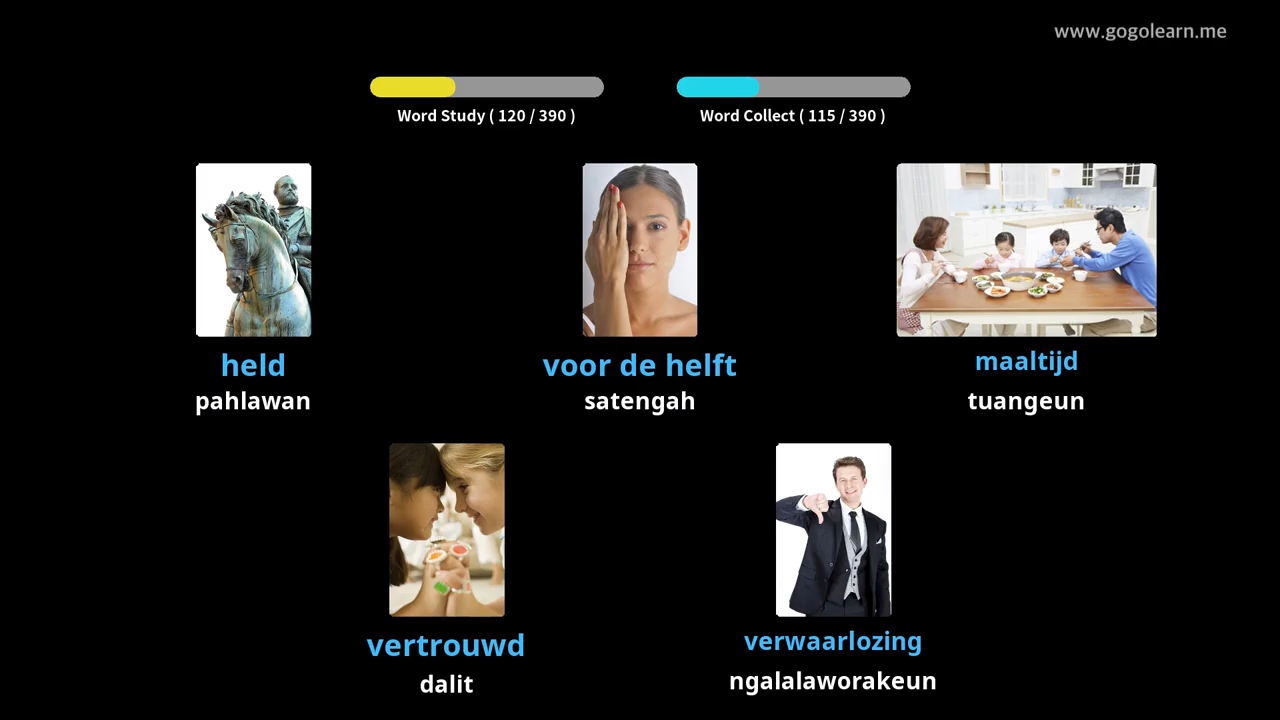 www.gogolearn.me
Word Study ( 120 / 390 )
Word Collect ( 115 / 390 )
held
voor de helft
maaltijd
pahlawan
satengah
tuangeun
vertrouwd
verwaarlozing
dalit
ngalalaworakeun